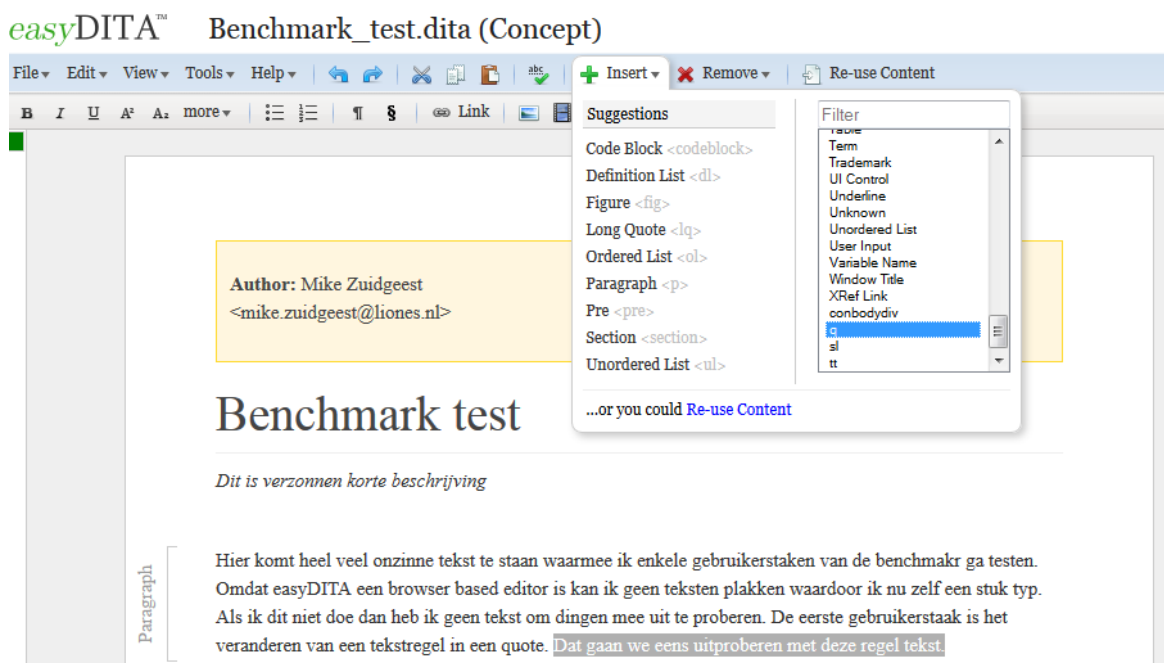 easyDITA™ Benchmark_test.dita (Concept)
File Edit View Tools Help abc Insert Remove Re-use Content
B I U A² A₂ more ¶ § Link
Suggestions
Code Block <codeblock>
Definition List <dl>
Figure <fig>
Long Quote <lq>
Ordered List <ol>
Paragraph <p>
Pre <pre>
Section <section>
Unordered List <ul>
Filter
Table
Term
Trademark
UI Control
Underline
Unknown
Unordered List
User Input
Variable Name
Window Title
XRef Link
conbodydiv
q
sl
tt
...or you could Re-use Content
Author: Mike Zuidgeest
<mike.zuidgeest@liones.nl>
Benchmark test
Dit is verzonnen korte beschrijving
Paragraph
Hier komt heel veel onzinne tekst te staan waarmee ik enkele gebruikerstaken van de benchmakr ga testen.
Omdat easyDITA een browser based editor is kan ik geen teksten plakken waardoor ik nu zelf een stuk typ.
Als ik dit niet doe dan heb ik geen tekst om dingen mee uit te proberen. De eerste gebruikerstaak is het
veranderen van een tekstregel in een quote. Dat gaan we eens uitproberen met deze regel tekst.